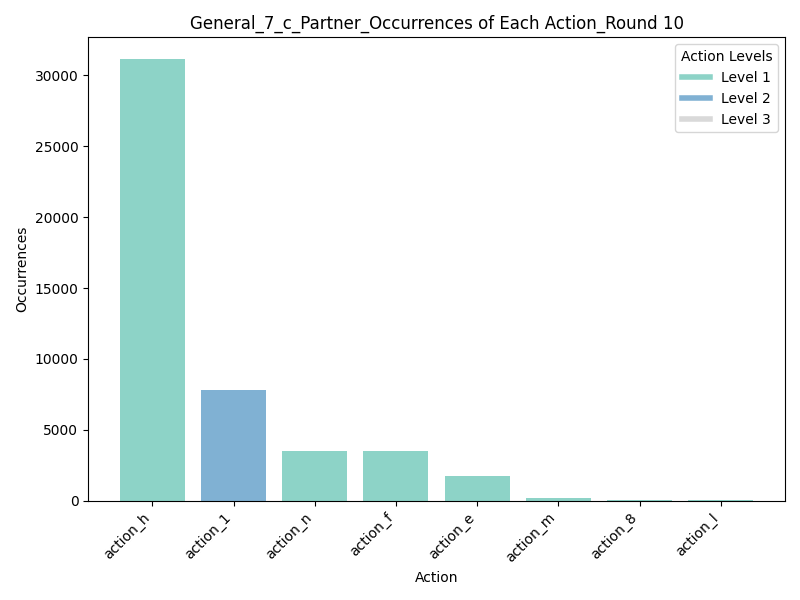 General_7_c_Partner_Occurrences of Each Action_Round 10
Action Levels
Level 1
Level 2
Level 3
Occurrences
30000
25000
20000
15000
10000
5000
0
action_h
action_1
action_n
action_f
action_e
action_m
action_8
action_l
Action